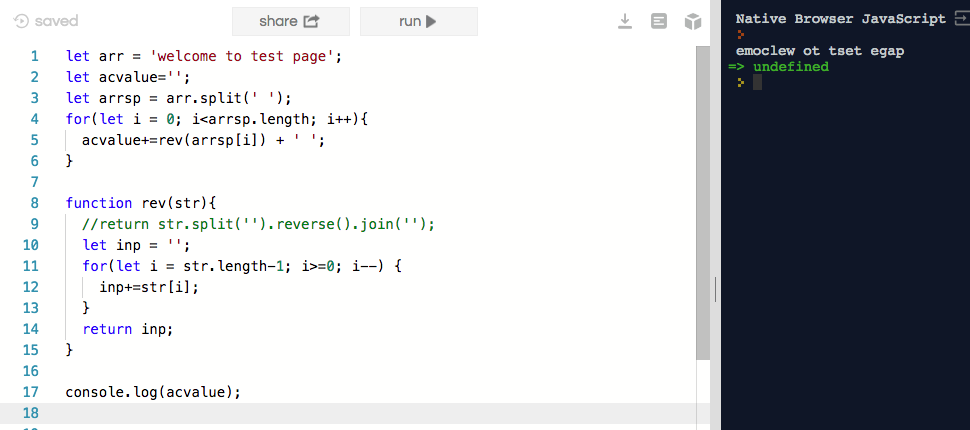 saved
share
run
1 let arr = 'welcome to test page';
2 let acvalue='';
3 let arrsp = arr.split(' ');
4 for(let i = 0; i<arrsp.length; i++){
5 acvalue+=rev(arrsp[i]) + ' ';
6 }
7
8 function rev(str){
9 //return str.split('').reverse().join('');
10 let inp = '';
11 for(let i = str.length-1; i>=0; i--) {
12 inp+=str[i];
13 }
14 return inp;
15 }
16
17 console.log(acvalue);
18
Native Browser JavaScript
emoclew ot tset egap
=> undefined